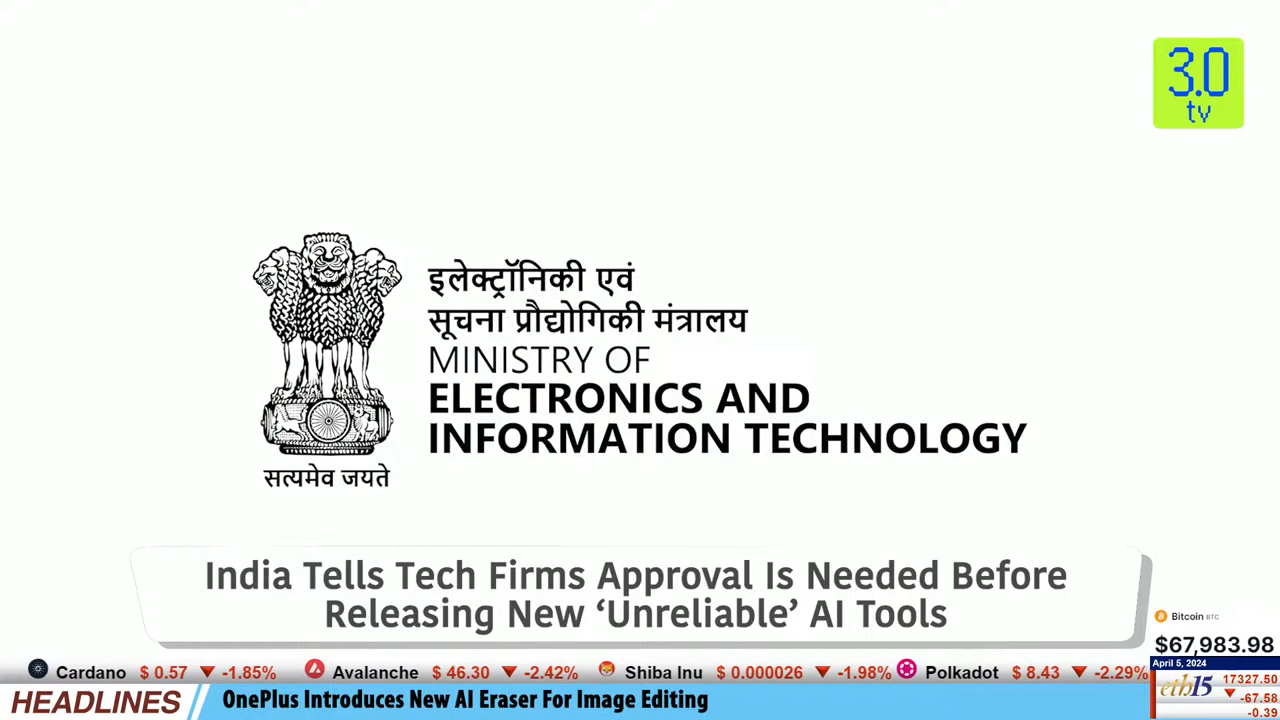 3.0
tv
इलेक्ट्रॉनिकी एवं
सूचना प्रौद्योगिकी मंत्रालय
MINISTRY OF
ELECTRONICS AND
INFORMATION TECHNOLOGY
सत्यमेव जयते
India Tells Tech Firms Approval Is Needed Before
Releasing New ‘Unreliable’ AI Tools
Bitcoin BTC
$67,983.98
Cardano $ 0.57 ▼ -1.85% Avalanche $ 46.30 ▼ -2.42% Shiba Inu $ 0.000026 ▼ -1.98% Polkadot $ 8.43 ▼ -2.29%
April 5, 2024
eth15
17327.50
▼ -67.58
-0.39
HEADLINES OnePlus Introduces New AI Eraser For Image Editing